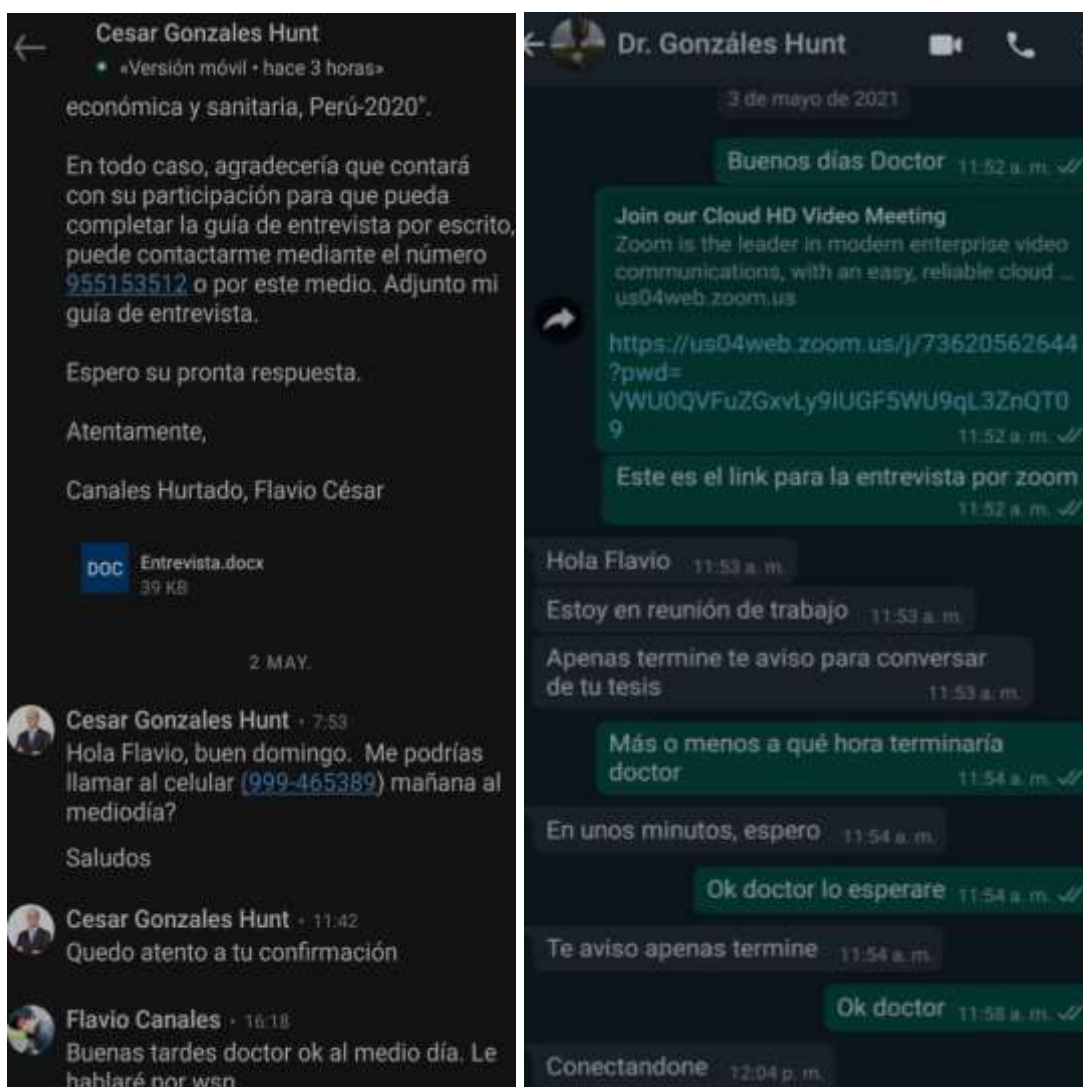 Cesar Gonzales Hunt
«Versión móvil • hace 3 horas»
económica y sanitaria, Perú-2020".
En todo caso, agradecería que contará
con su participación para que pueda
completar la guía de entrevista por escrito,
puede contactarme mediante el número
955153512 o por este medio. Adjunto mi
guía de entrevista.
Espero su pronta respuesta.
Atentamente,
Canales Hurtado, Flavio César
DOC
Entrevista.docx
39 KB
2 MAY.
Cesar Gonzales Hunt • 7:53
Hola Flavio, buen domingo. Me podrías
llamar al celular (999-465389) mañana al
mediodía?
Saludos
Cesar Gonzales Hunt • 11:42
Quedo atento a tu confirmación
Flavio Canales • 16:18
Buenas tardes doctor ok al medio día. Le
hablaré por wsp
Dr. Gonzáles Hunt
3 de mayo de 2021
Buenos días Doctor 11:52 a. m.
Join our Cloud HD Video Meeting
Zoom is the leader in modern enterprise video
communications, with an easy, reliable cloud ...
us04web.zoom.us
https://us04web.zoom.us/j/73620562644
?pwd=
VWU0QVFuZGxvLy9IUGF5WU9qL3ZnQT0
9 11:52 a. m.
Este es el link para la entrevista por zoom
11:52 a. m.
Hola Flavio 11:53 a. m.
Estoy en reunión de trabajo 11:53 a. m.
Apenas termine te aviso para conversar
de tu tesis 11:53 a. m.
Más o menos a qué hora terminaría
doctor 11:54 a. m.
En unos minutos, espero 11:54 a. m.
Ok doctor lo esperare 11:54 a. m.
Te aviso apenas termine 11:54 a. m.
Ok doctor 11:58 a. m.
Conectandone 12:04 p. m.